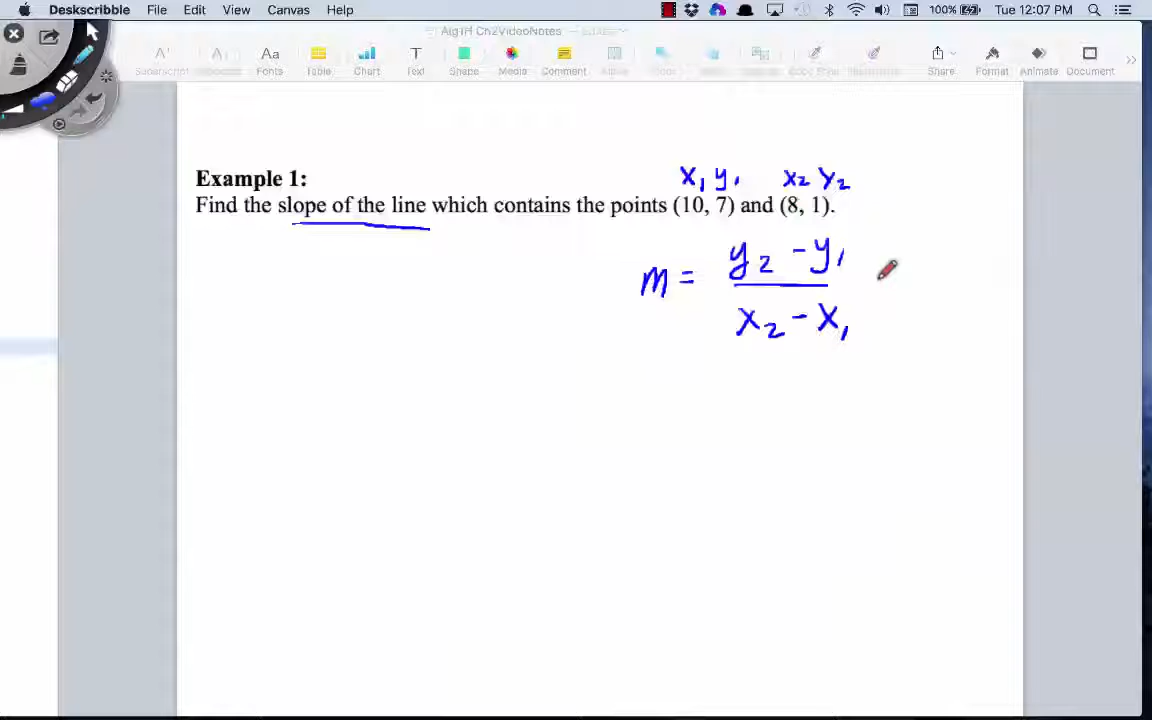 Deskscribble File Edit View Canvas Help 100% Tue 12:07 PM
Alg1H Ch2VideoNotes
Fonts Table Chart Text Shape Media Comment Share Format Animate Document
Example 1:
x₁ y₁ x₂ y₂
Find the slope of the line which contains the points (10, 7) and (8, 1).
m = y₂ - y₁
x₂ - x₁